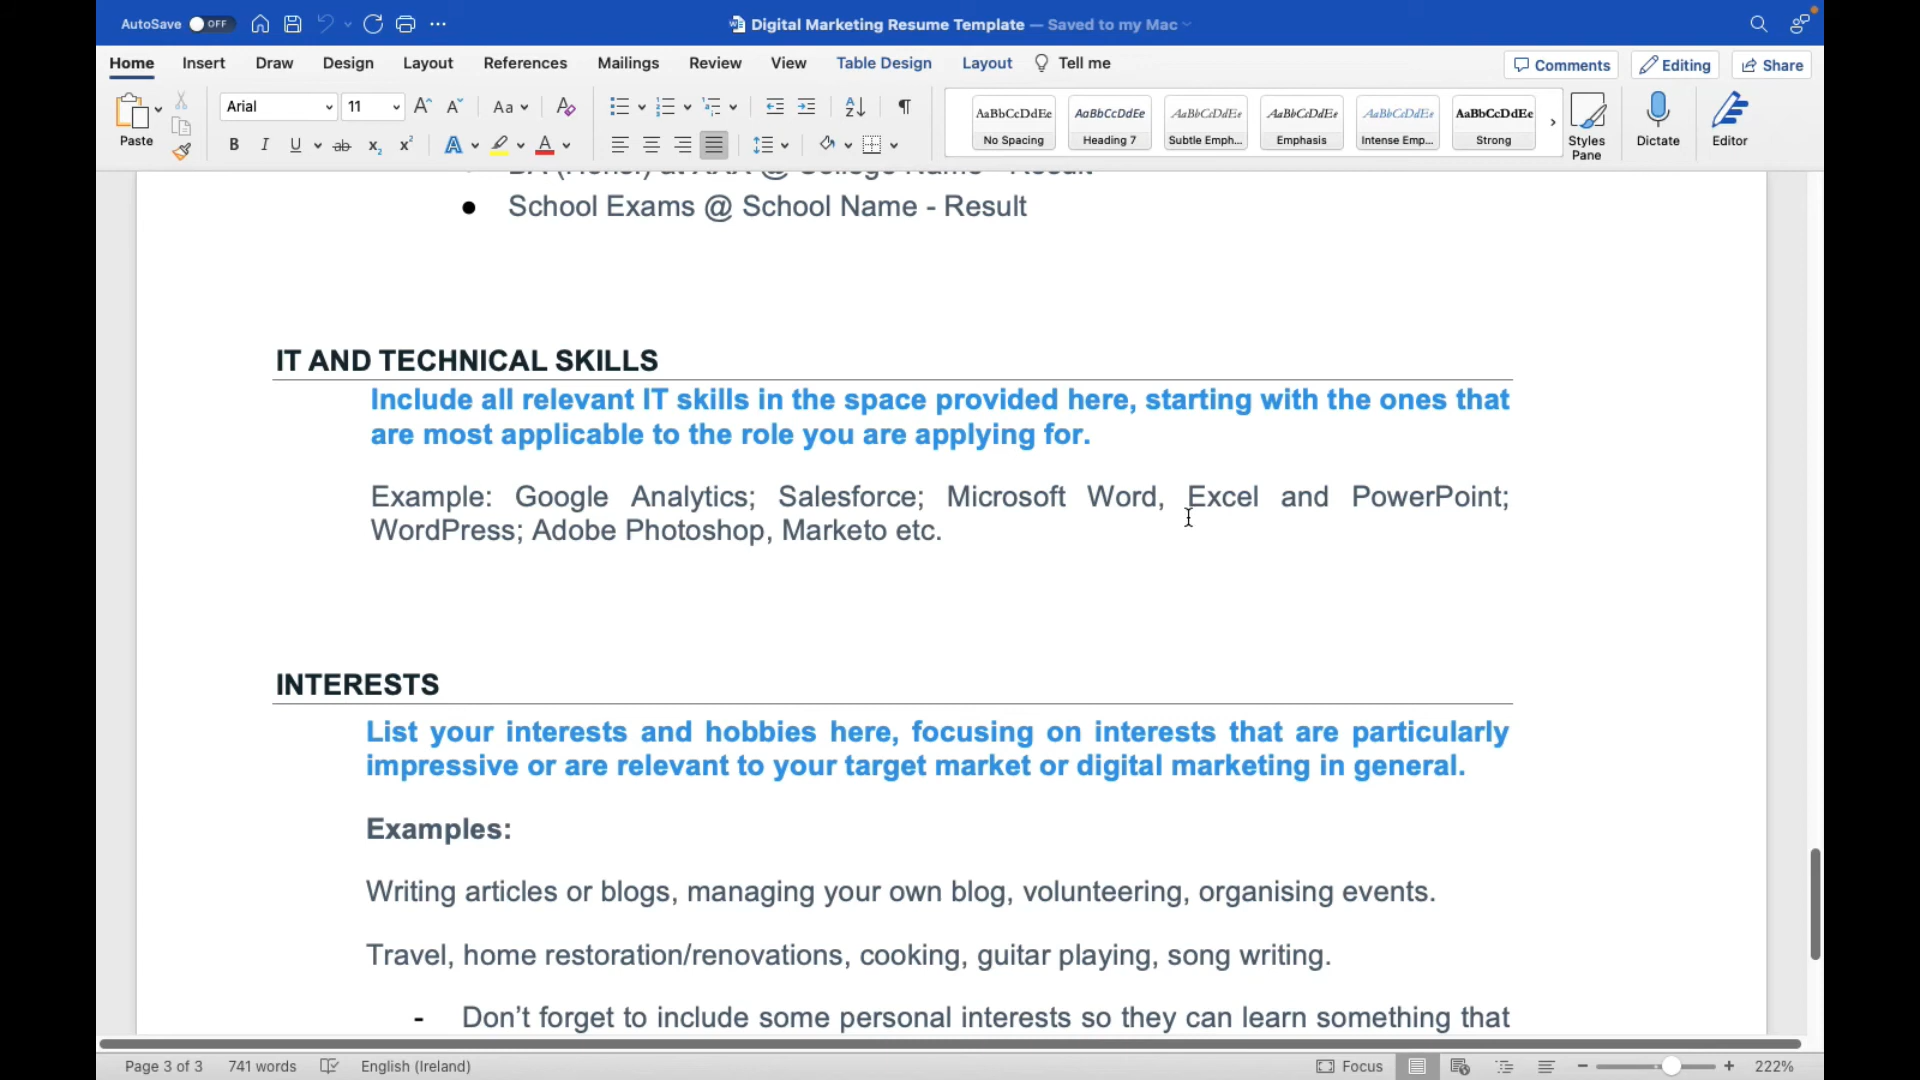 AutoSave OFF
Digital Marketing Resume Template — Saved to my Mac
Home Insert Draw Design Layout References Mailings Review View Table Design Layout Tell me
Comments Editing Share
Paste
Arial 11
AaBbCcDdEe AaBbCcDdEe AaBbCcDdEe AaBbCcDdEe AaBbCcDdEe AaBbCcDdEe
No Spacing Heading 7 Subtle Emph... Emphasis Intense Emp... Strong
Styles Pane
Dictate
Editor
● School Exams @ School Name - Result
IT AND TECHNICAL SKILLS
Include all relevant IT skills in the space provided here, starting with the ones that
are most applicable to the role you are applying for.
Example: Google Analytics; Salesforce; Microsoft Word, Excel and PowerPoint;
WordPress; Adobe Photoshop, Marketo etc.
INTERESTS
List your interests and hobbies here, focusing on interests that are particularly
impressive or are relevant to your target market or digital marketing in general.
Examples:
Writing articles or blogs, managing your own blog, volunteering, organising events.
Travel, home restoration/renovations, cooking, guitar playing, song writing.
- Don’t forget to include some personal interests so they can learn something that
Page 3 of 3 741 words English (Ireland) Focus 222%